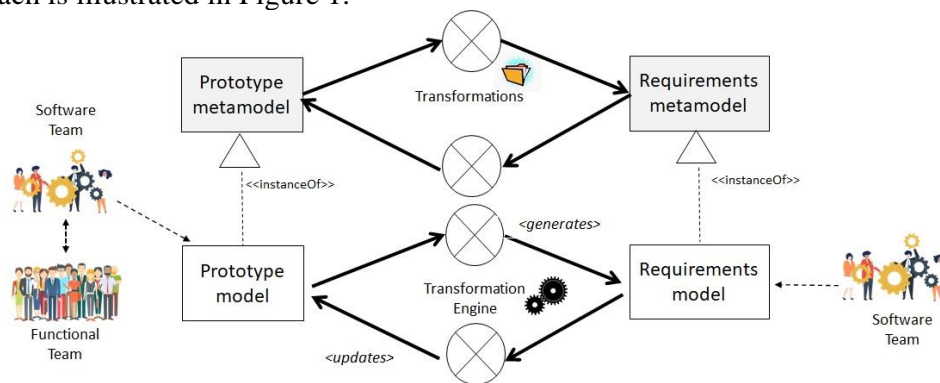 ach is illustrated in Figure 1.
Prototype
metamodel
Transformations
Requirements
metamodel
Software
Team
<<instanceOf>>
<<instanceOf>>
<generates>
Prototype
model
Transformation
Engine
Requirements
model
Functional
Team
<updates>
Software
Team